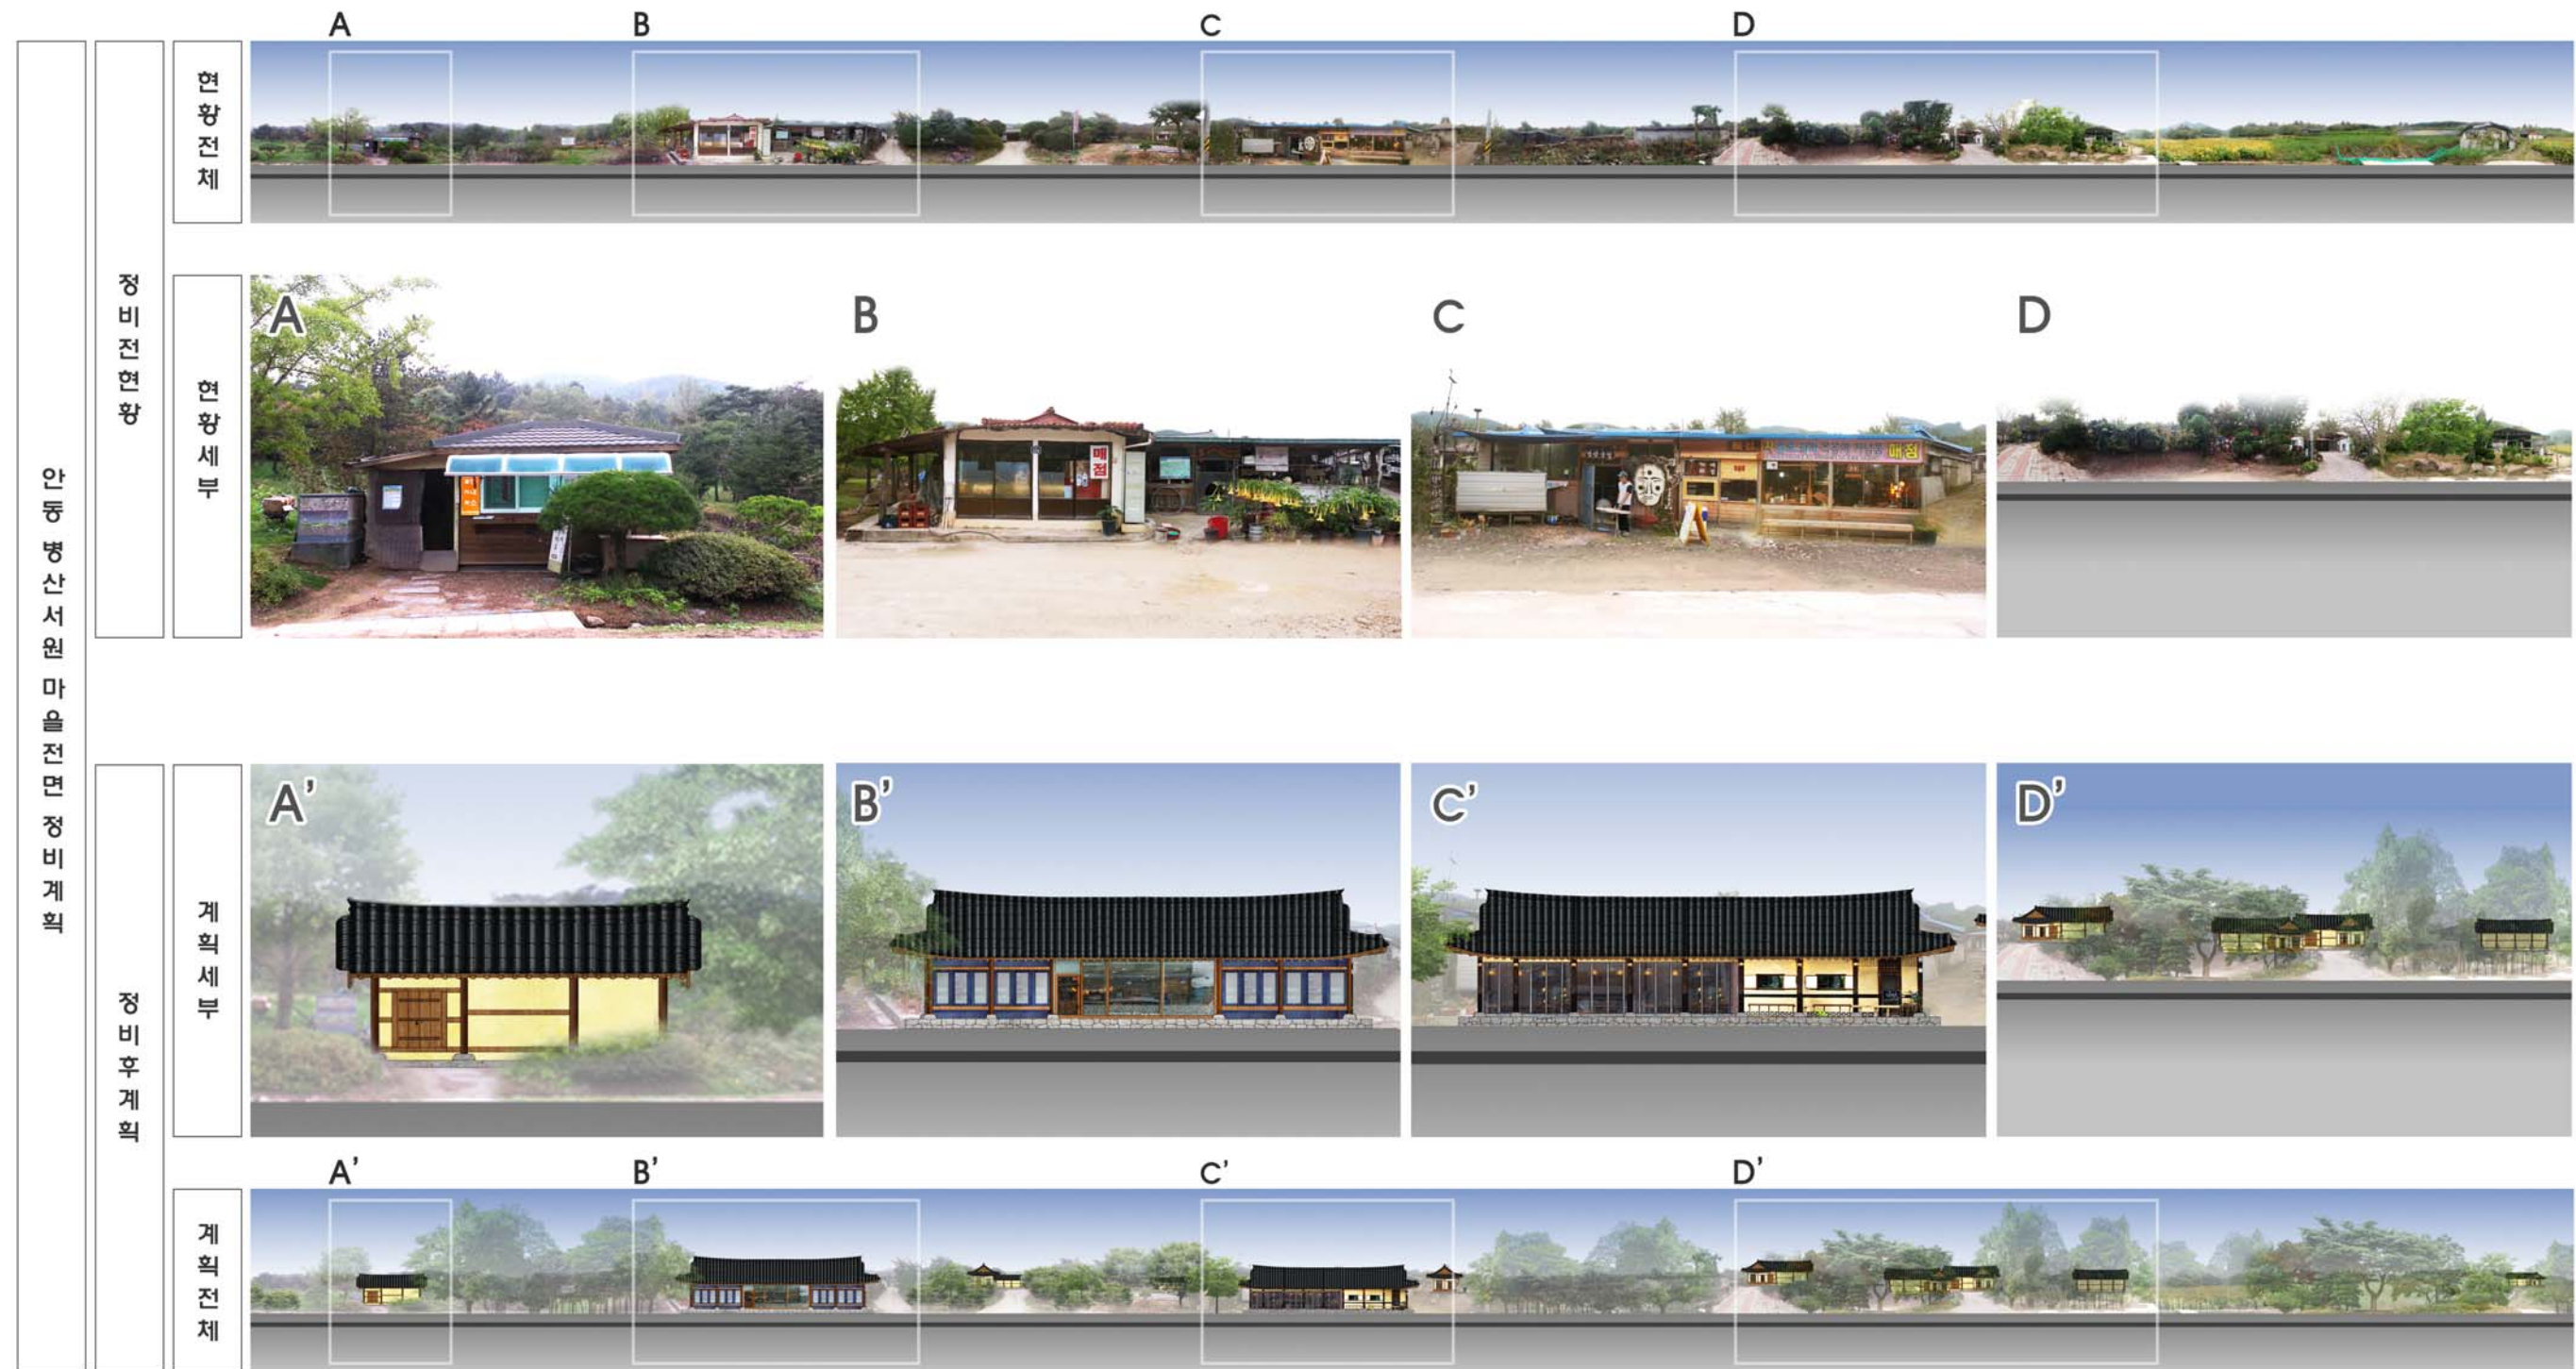 안동 병산서원 마을전면 정비계획
정비전현황
현황전체
A
B
C
D
현황세부
A
B
C
D
매점
매점
정비후계획
계획세부
A'
B'
C'
D'
계획전체
A'
B'
C'
D'